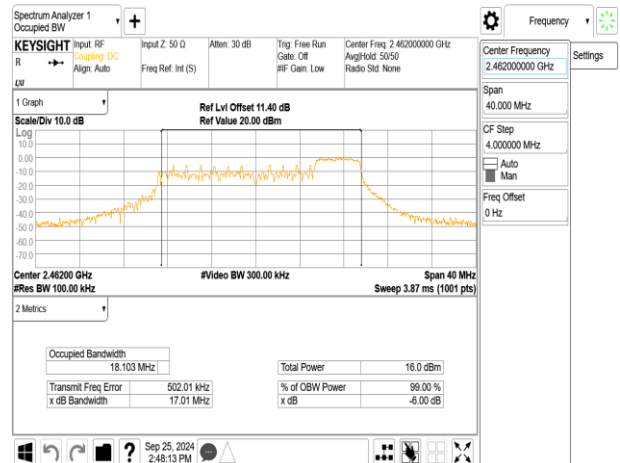 Spectrum Analyzer 1
Occupied BW
KEYSIGHT
R
LXI
Input: RF
Coupling: DC
Align: Auto
Input Z: 50 Ω
Freq Ref: Int (S)
Atten: 30 dB
Trig: Free Run
Gate: Off
#IF Gain: Low
Center Freq: 2.462000000 GHz
Avg|Hold: 50/50
Radio Std: None
1 Graph
Scale/Div 10.0 dB
Ref Lvl Offset 11.40 dB
Ref Value 20.00 dBm
Log
10.0
0.00
-10.0
-20.0
-30.0
-40.0
-50.0
-60.0
-70.0
Center 2.46200 GHz
#Res BW 100.00 kHz
#Video BW 300.00 kHz
Span 40 MHz
Sweep 3.87 ms (1001 pts)
2 Metrics
Occupied Bandwidth
18.103 MHz
Transmit Freq Error 502.01 kHz
x dB Bandwidth 17.01 MHz
Total Power 16.0 dBm
% of OBW Power 99.00 %
x dB -6.00 dB
Sep 25, 2024
2:48:13 PM
Frequency
Settings
Center Frequency
2.462000000 GHz
Span
40.000 MHz
CF Step
4.000000 MHz
Auto
Man
Freq Offset
0 Hz